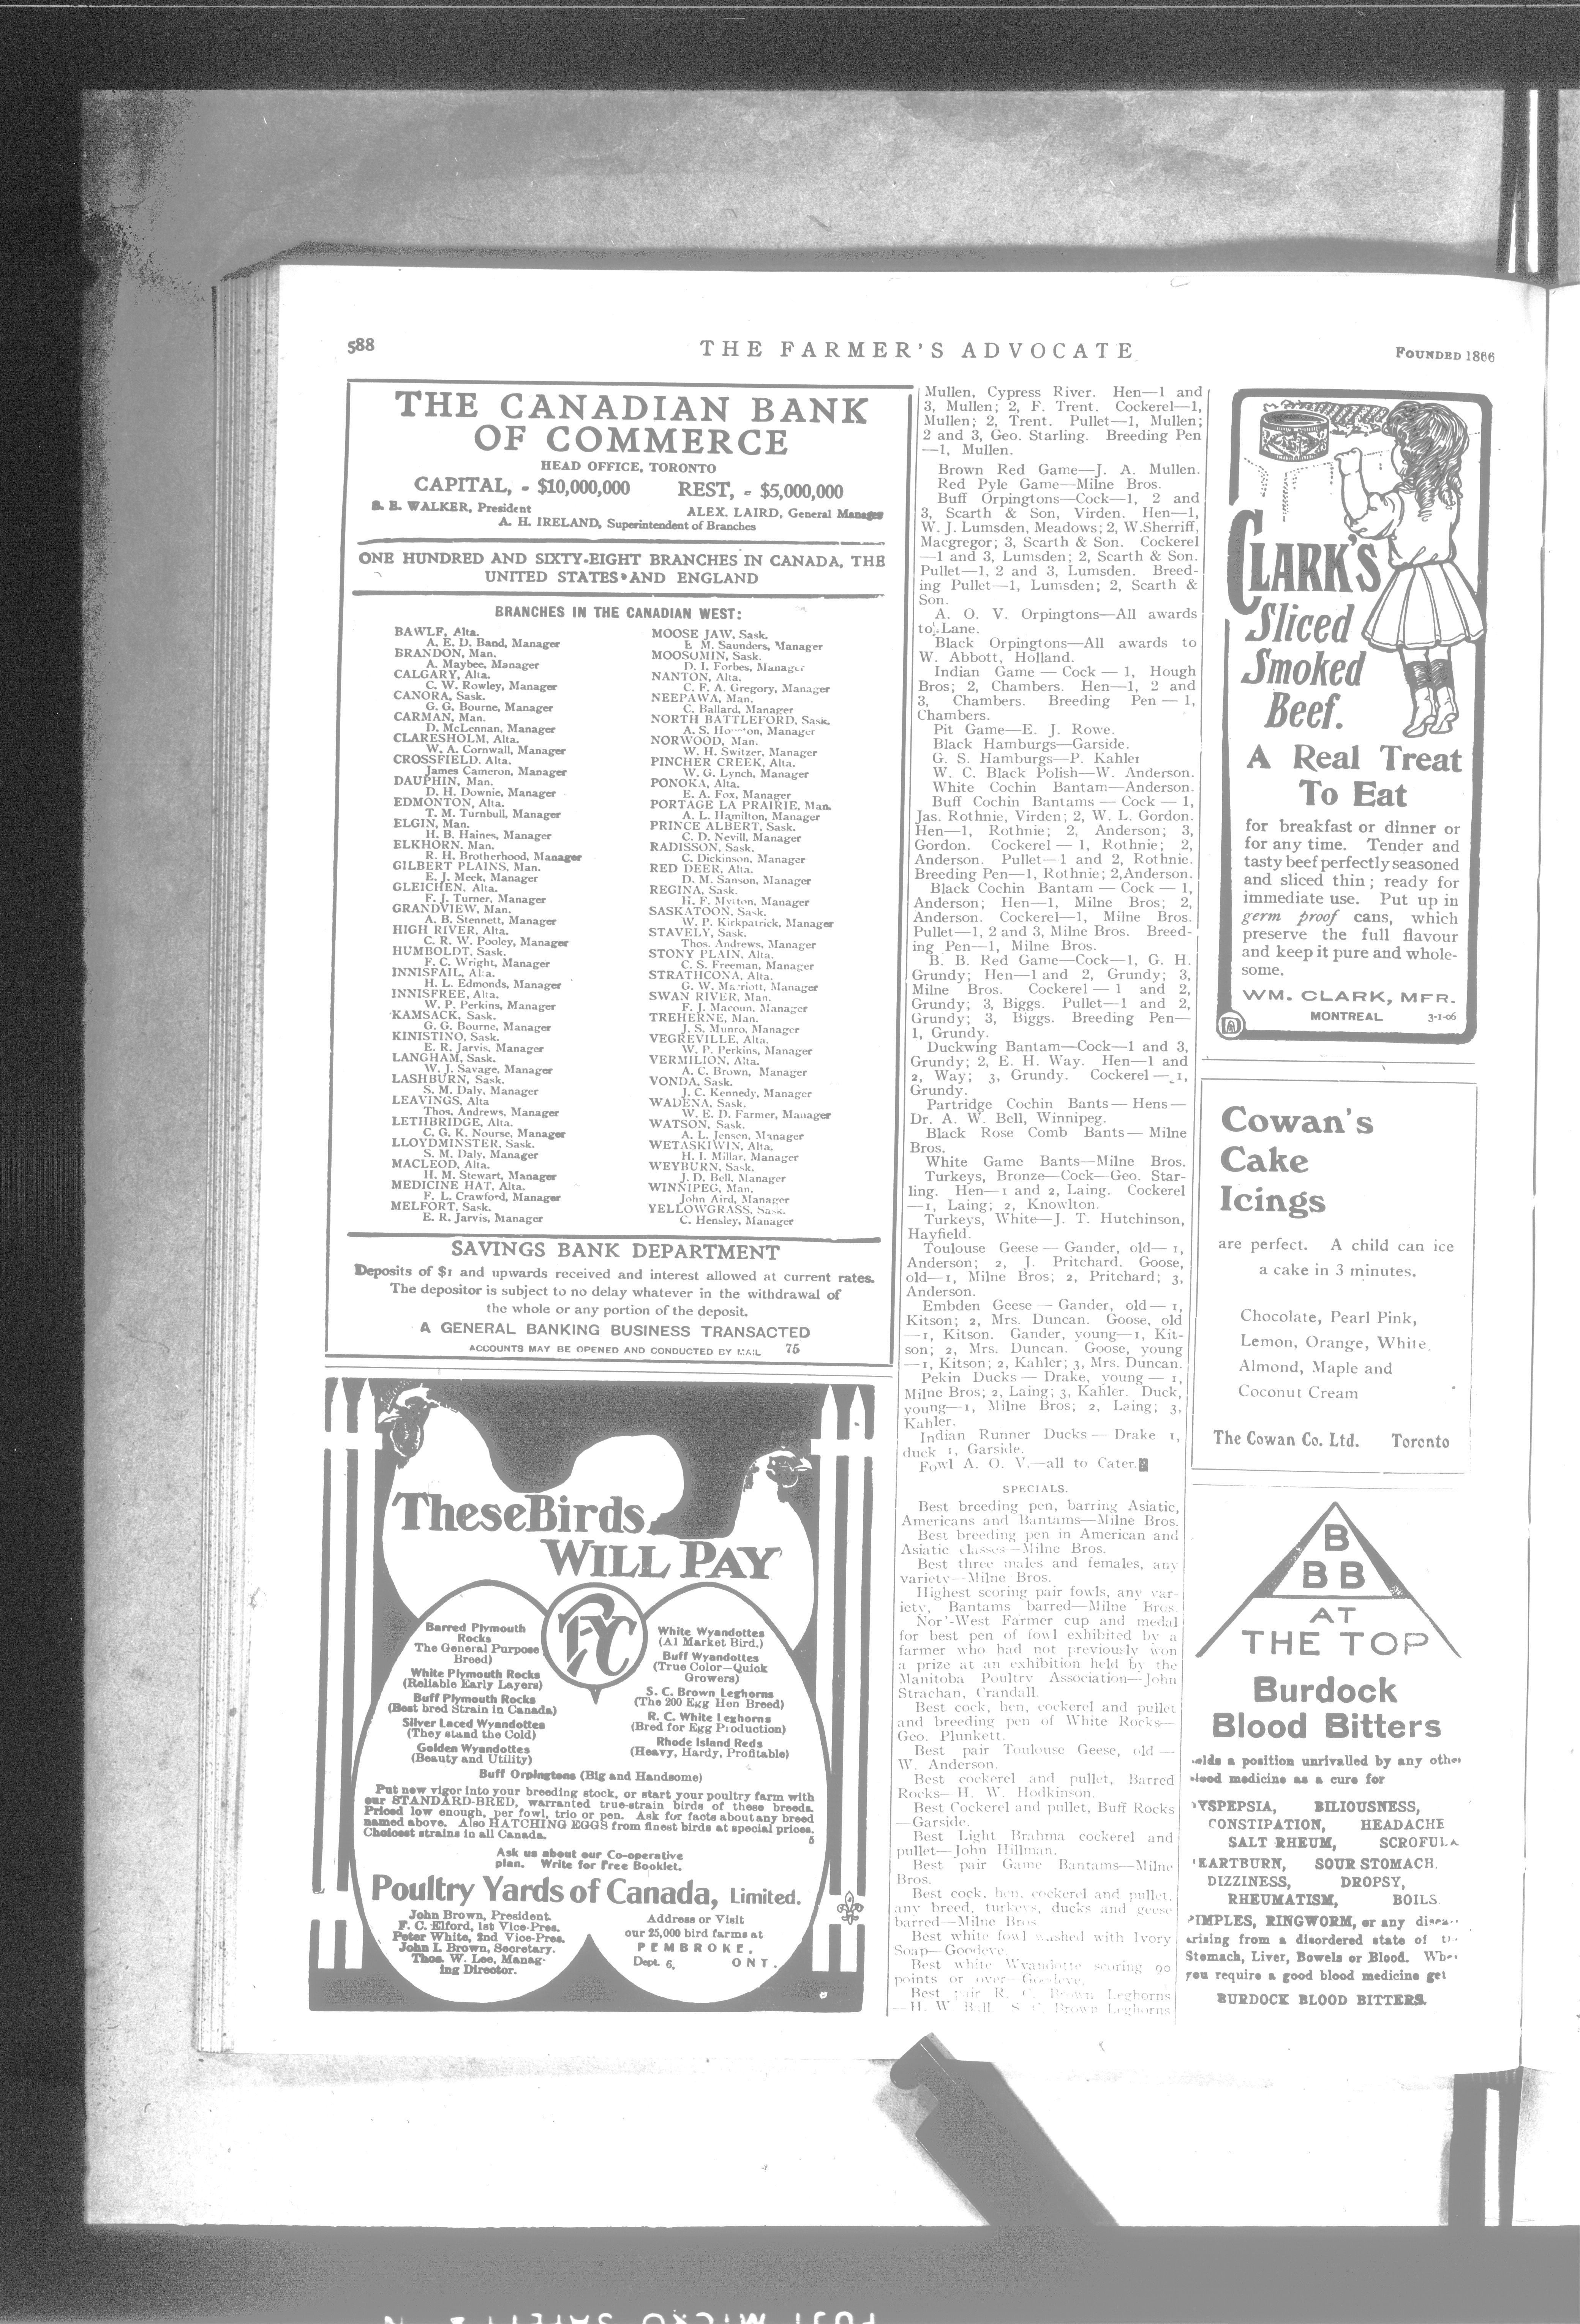 588
THE FARMER'S ADVOCATE
FOUNDED 1866
THE CANADIAN BANK
OF COMMERCE
HEAD OFFICE, TORONTO
CAPITAL, - $10,000,000 REST, - $5,000,000
B. E. WALKER, President
ALEX. LAIRD, General Manager
A. H. IRELAND, Superintendent of Branches
ONE HUNDRED AND SIXTY-EIGHT BRANCHES IN CANADA, THE
UNITED STATES AND ENGLAND
BRANCHES IN THE CANADIAN WEST:
BAWLF, Alta.
A. E. D. Band, Manager
BRANDON, Man.
A. Maybee, Manager
CALGARY, Alta.
C. W. Rowley, Manager
CANORA, Sask.
G. G. Bourne, Manager
CARMAN, Man.
D. McLennan, Manager
CLARESHOLM, Alta.
W. A. Cornwall, Manager
CROSSFIELD, Alta.
James Cameron, Manager
DAUPHIN, Man.
D. H. Downie, Manager
EDMONTON, Alta.
T. M. Turnbull, Manager
ELGIN, Man.
H. B. Haines, Manager
ELKHORN. Man.
R. H. Brotherhood, Manager
GILBERT PLAINS, Man.
E. J. Meek, Manager
GLEICHEN, Alta.
F. J. Turner, Manager
GRANDVIEW, Man.
A. B. Stennett, Manager
HIGH RIVER, Alta.
C. R. W. Pooley, Manager
HUMBOLDT, Sask.
F. C. Wright, Manager
INNISFAIL, Alta.
H. L. Edmonds, Manager
INNISFREE, Alta.
W. P. Perkins, Manager
KAMSACK, Sask.
G. G. Bourne, Manager
KINISTINO, Sask.
E. R. Jarvis, Manager
LANGHAM, Sask.
W. J. Savage, Manager
LASHBURN, Sask.
S. M. Daly, Manager
LEAVINGS, Alta
Thos. Andrews, Manager
LETHBRIDGE, Alta.
C. G. K. Nourse, Manager
LLOYDMINSTER, Sask.
S. M. Daly, Manager
MACLEOD, Alta.
H. M. Stewart, Manager
MEDICINE HAT, Alta.
F. L. Crawford, Manager
MELFORT, Sask.
E. R. Jarvis, Manager
MOOSE JAW, Sask.
E. M. Saunders, Manager
MOOSOMIN, Sask.
D. I. Forbes, Manager
NANTON, Alta.
C. F. A. Gregory, Manager
NEEPAWA, Man.
C. Ballard, Manager
NORTH BATTLEFORD, Sask.
A. S. Houston, Manager
NORWOOD, Man.
W. H. Switzer, Manager
PINCHER CREEK, Alta.
W. G. Lynch, Manager
PONOKA, Alta.
E. A. Fox, Manager
PORTAGE LA PRAIRIE, Man.
A. L. Hamilton, Manager
PRINCE ALBERT, Sask.
C. D. Nevill, Manager
RADISSON, Sask.
C. Dickinson, Manager
RED DEER, Alta.
D. M. Sanson, Manager
REGINA, Sask.
H. F. Mytton, Manager
SASKATOON, Sask.
W. P. Kirkpatrick, Manager
STAVELY, Sask.
Thos. Andrews, Manager
STONY PLAIN, Alta.
C. S. Freeman, Manager
STRATHCONA, Alta.
G. W. Marriott, Manager
SWAN RIVER, Man.
F. J. Macoun, Manager
TREHERNE, Man.
J. S. Munro, Manager
VEGREVILLE, Alta.
W. P. Perkins, Manager
VERMILION, Alta.
A. C. Brown, Manager
VONDA, Sask.
J. C. Kennedy, Manager
WADENA, Sask.
W. E. D. Farmer, Manager
WATSON, Sask.
A. L. Jensen, Manager
WETASKIWIN, Alta.
H. I. Millar, Manager
WEYBURN, Sask.
J. D. Bell, Manager
WINNIPEG, Man.
John Aird, Manager
YELLOWGRASS, Sask.
C. Hensley, Manager
SAVINGS BANK DEPARTMENT
Deposits of $1 and upwards received and interest allowed at current rates.
The depositor is subject to no delay whatever in the withdrawal of
the whole or any portion of the deposit.
A GENERAL BANKING BUSINESS TRANSACTED
ACCOUNTS MAY BE OPENED AND CONDUCTED BY MAIL 75
These Birds
WILL PAY
PYC
Barred Plymouth
Rocks
The General Purpose
Breed)
White Plymouth Rocks
(Reliable Early Layers)
Buff Plymouth Rocks
(Best bred Strain in Canada)
Silver Laced Wyandottes
(They stand the Cold)
Golden Wyandottes
(Beauty and Utility)
White Wyandottes
(A1 Market Bird.)
Buff Wyandottes
(True Color—Quick
Growers)
S. C. Brown Leghorns
(The 200 Egg Hen Breed)
R. C. White Leghorns
(Bred for Egg Production)
Rhode Island Reds
(Heavy, Hardy, Profitable)
Buff Orpingtons (Big and Handsome)
Put new vigor into your breeding stock, or start your poultry farm with
our STANDARD-BRED, warranted true-strain birds of these breeds.
Priced low enough, per fowl, trio or pen. Ask for facts about any breed
named above. Also HATCHING EGGS from finest birds at special prices.
Choicest strains in all Canada. 5
Ask us about our Co-operative
plan. Write for Free Booklet.
Poultry Yards of Canada, Limited.
John Brown, President.
F. C. Elford, 1st Vice-Pres.
Peter White, 2nd Vice-Pres.
John I. Brown, Secretary.
Thos. W. Lee, Manag-
ing Director.
Address or Visit
our 25,000 bird farms at
PEMBROKE,
Dept. 6, ONT.
Mullen, Cypress River. Hen—1 and
3, Mullen; 2, F. Trent. Cockerel—1,
Mullen; 2, Trent. Pullet—1, Mullen;
2 and 3, Geo. Starling. Breeding Pen
—1, Mullen.
Brown Red Game—J. A. Mullen.
Red Pyle Game—Milne Bros.
Buff Orpingtons—Cock—1, 2 and
3, Scarth & Son, Virden. Hen—1,
W. J. Lumsden, Meadows; 2, W.Sherriff,
Macgregor; 3, Scarth & Son. Cockerel
—1 and 3, Lumsden; 2, Scarth & Son.
Pullet—1, 2 and 3, Lumsden. Breed-
ing Pullet—1, Lumsden; 2, Scarth &
Son.
A. O. V. Orpingtons—All awards
to Lane.
Black Orpingtons—All awards to
W. Abbott, Holland.
Indian Game — Cock — 1, Hough
Bros; 2, Chambers. Hen—1, 2 and
3, Chambers. Breeding Pen — 1,
Chambers.
Pit Game—E. J. Rowe.
Black Hamburgs—Garside.
G. S. Hamburgs—P. Kahler
W. C. Black Polish—W. Anderson.
White Cochin Bantam—Anderson.
Buff Cochin Bantams — Cock — 1,
Jas. Rothnie, Virden; 2, W. L. Gordon.
Hen—1, Rothnie; 2, Anderson; 3,
Gordon. Cockerel — 1, Rothnie; 2,
Anderson. Pullet—1 and 2, Rothnie.
Breeding Pen—1, Rothnie; 2,Anderson.
Black Cochin Bantam — Cock — 1,
Anderson; Hen—1, Milne Bros; 2,
Anderson. Cockerel—1, Milne Bros.
Pullet—1, 2 and 3, Milne Bros. Breed-
ing Pen—1, Milne Bros.
B. B. Red Game—Cock—1, G. H.
Grundy; Hen—1 and 2, Grundy; 3,
Milne Bros. Cockerel — 1 and 2,
Grundy; 3, Biggs. Pullet—1 and 2,
Grundy; 3, Biggs. Breeding Pen—
1, Grundy.
Duckwing Bantam—Cock—1 and 3,
Grundy; 2, E. H. Way. Hen—1 and
2, Way; 3, Grundy. Cockerel — 1,
Grundy.
Partridge Cochin Bants — Hens —
Dr. A. W. Bell, Winnipeg.
Black Rose Comb Bants — Milne
Bros.
White Game Bants—Milne Bros.
Turkeys, Bronze—Cock—Geo. Star-
ling. Hen—1 and 2, Laing. Cockerel
—1, Laing; 2, Knowlton.
Turkeys, White—J. T. Hutchinson,
Hayfield.
Toulouse Geese — Gander, old— 1,
Anderson; 2, J. Pritchard. Goose,
old—1, Milne Bros; 2, Pritchard; 3,
Anderson.
Embden Geese — Gander, old — 1,
Kitson; 2, Mrs. Duncan. Goose, old
—1, Kitson. Gander, young—1, Kit-
son; 2, Mrs. Duncan. Goose, young
—1, Kitson; 2, Kahler; 3, Mrs. Duncan.
Pekin Ducks — Drake, young — 1,
Milne Bros; 2, Laing; 3, Kahler. Duck,
young—1, Milne Bros; 2, Laing; 3,
Kahler.
Indian Runner Ducks — Drake 1,
duck 1, Garside.
Fowl A. O. V.—all to Cater.
SPECIALS.
Best breeding pen, barring Asiatic,
Americans and Bantams—Milne Bros.
Best breeding pen in American and
Asiatic classes—Milne Bros.
Best three males and females, any
variety—Milne Bros.
Highest scoring pair fowls, any var-
iety, Bantams barred—Milne Bros
Nor'-West Farmer cup and medal
for best pen of fowl exhibited by a
farmer who had not previously won
a prize at an exhibition held by the
Manitoba Poultry Association—John
Strachan, Crandall.
Best cock, hen, cockerel and pullet
and breeding pen of White Rocks—
Geo. Plunkett.
Best pair Toulouse Geese, old —
W. Anderson.
Best cockerel and pullet, Barred
Rocks—H. W. Hodkinson.
Best Cockerel and pullet, Buff Rocks
—Garside.
Best Light Brahma cockerel and
pullet—John Hillman.
Best pair Game Bantams—Milne
Bros.
Best cock, hen, cockerel and pullet,
any breed, turkeys, ducks and geese
barred—Milne Bros
Best white fowl washed with Ivory
Soap—Goodeve.
Best white Wyandotte scoring 90
points or over—Goodeve.
Best pair R. C. Brown Leghorns
—H. W. Ball S. C. Brown Leghorns
CLARK'S
Sliced
Smoked
Beef.
A Real Treat
To Eat
for breakfast or dinner or
for any time. Tender and
tasty beef perfectly seasoned
and sliced thin; ready for
immediate use. Put up in
germ proof cans, which
preserve the full flavour
and keep it pure and whole-
some.
WM. CLARK, MFR.
MONTREAL 3-1-06
Cowan's
Cake
Icings
are perfect. A child can ice
a cake in 3 minutes.
Chocolate, Pearl Pink,
Lemon, Orange, White.
Almond, Maple and
Coconut Cream
The Cowan Co. Ltd. Toronto
B
BB
AT
THE TOP
Burdock
Blood Bitters
a position unrivalled by any other
blood medicine as a cure for
DYSPEPSIA, BILIOUSNESS,
CONSTIPATION, HEADACHE
SALT RHEUM, SCROFULA
HEARTBURN, SOUR STOMACH,
DIZZINESS, DROPSY,
RHEUMATISM, BOILS
PIMPLES, RINGWORM, or any disease
arising from a disordered state of the
Stomach, Liver, Bowels or Blood. When
you require a good blood medicine get
BURDOCK BLOOD BITTERS.